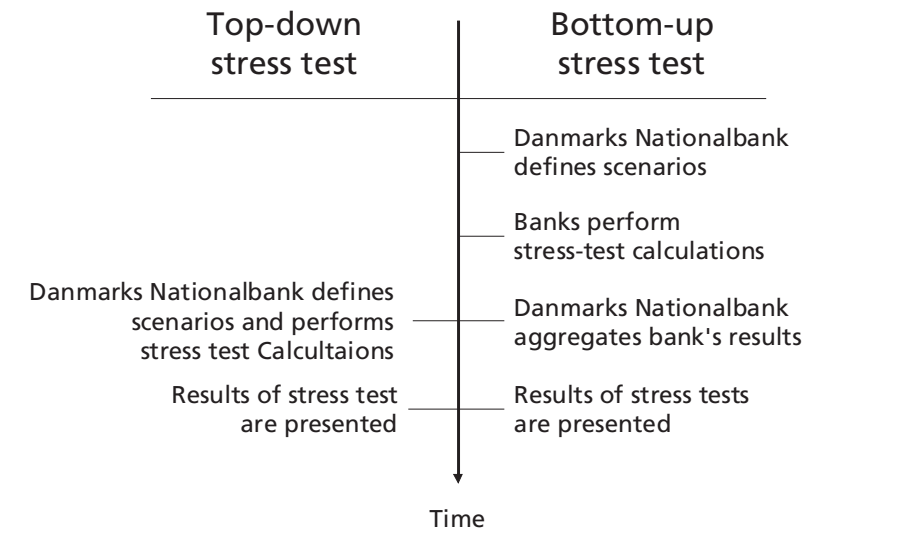 Top-down
stress test
Bottom-up
stress test
Danmarks Nationalbank
defines scenarios
Banks perform
stress-test calculations
Danmarks Nationalbank defines
scenarios and performs
stress test Calcultaions
Danmarks Nationalbank
aggregates bank's results
Results of stress test
are presented
Results of stress tests
are presented
Time